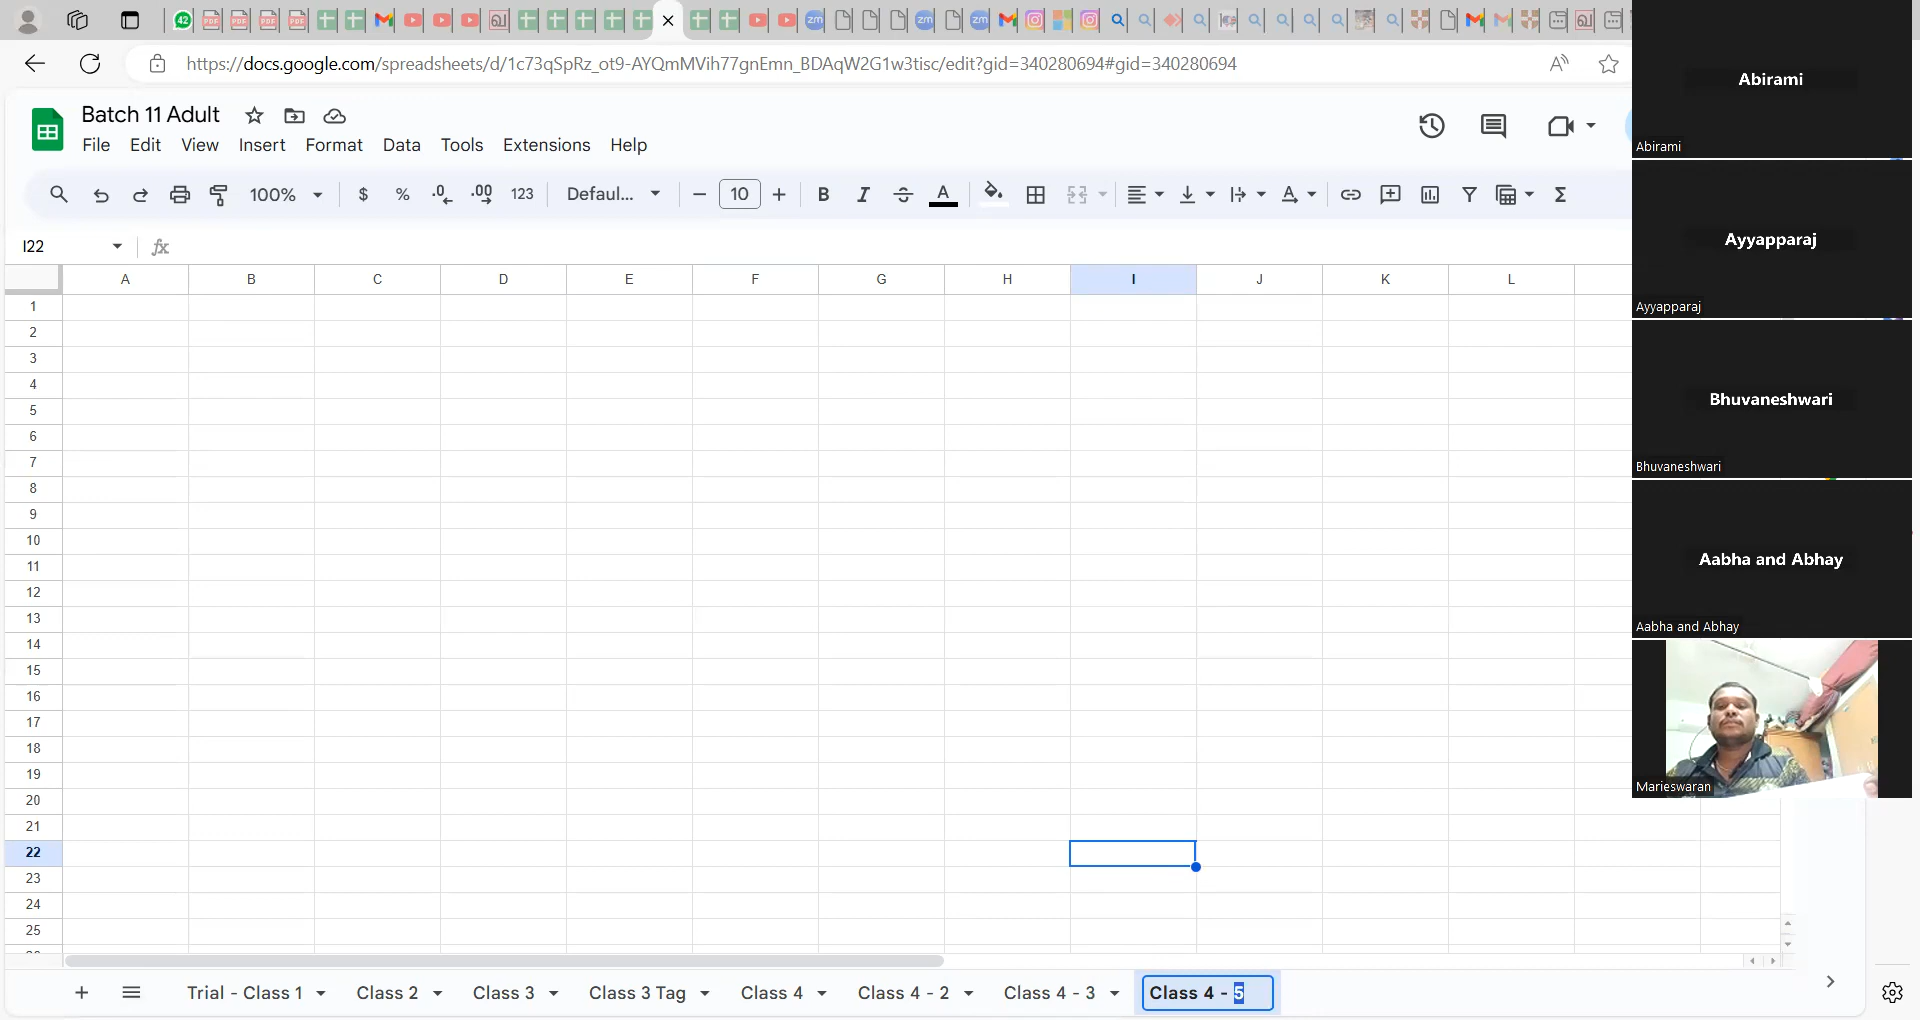 42
https://docs.google.com/spreadsheets/d/1c73qSpRz_ot9-AYQmMVih77gnEmn_BDAqW2G1w3tisc/edit?gid=340280694#gid=340280694
Batch 11 Adult
File Edit View Insert Format Data Tools Extensions Help
100% $ % .0 .00 123 Defaul... 10 B I S A
I22 fx
A B C D E F G H I J K L
1
2
3
4
5
6
7
8
9
10
11
12
13
14
15
16
17
18
19
20
21
22
23
24
25
Trial - Class 1 Class 2 Class 3 Class 3 Tag Class 4 Class 4 - 2 Class 4 - 3 Class 4 - 5
Abirami
Abirami
Ayyapparaj
Ayyapparaj
Bhuvaneshwari
Bhuvaneshwari
Aabha and Abhay
Aabha and Abhay
Marieswaran